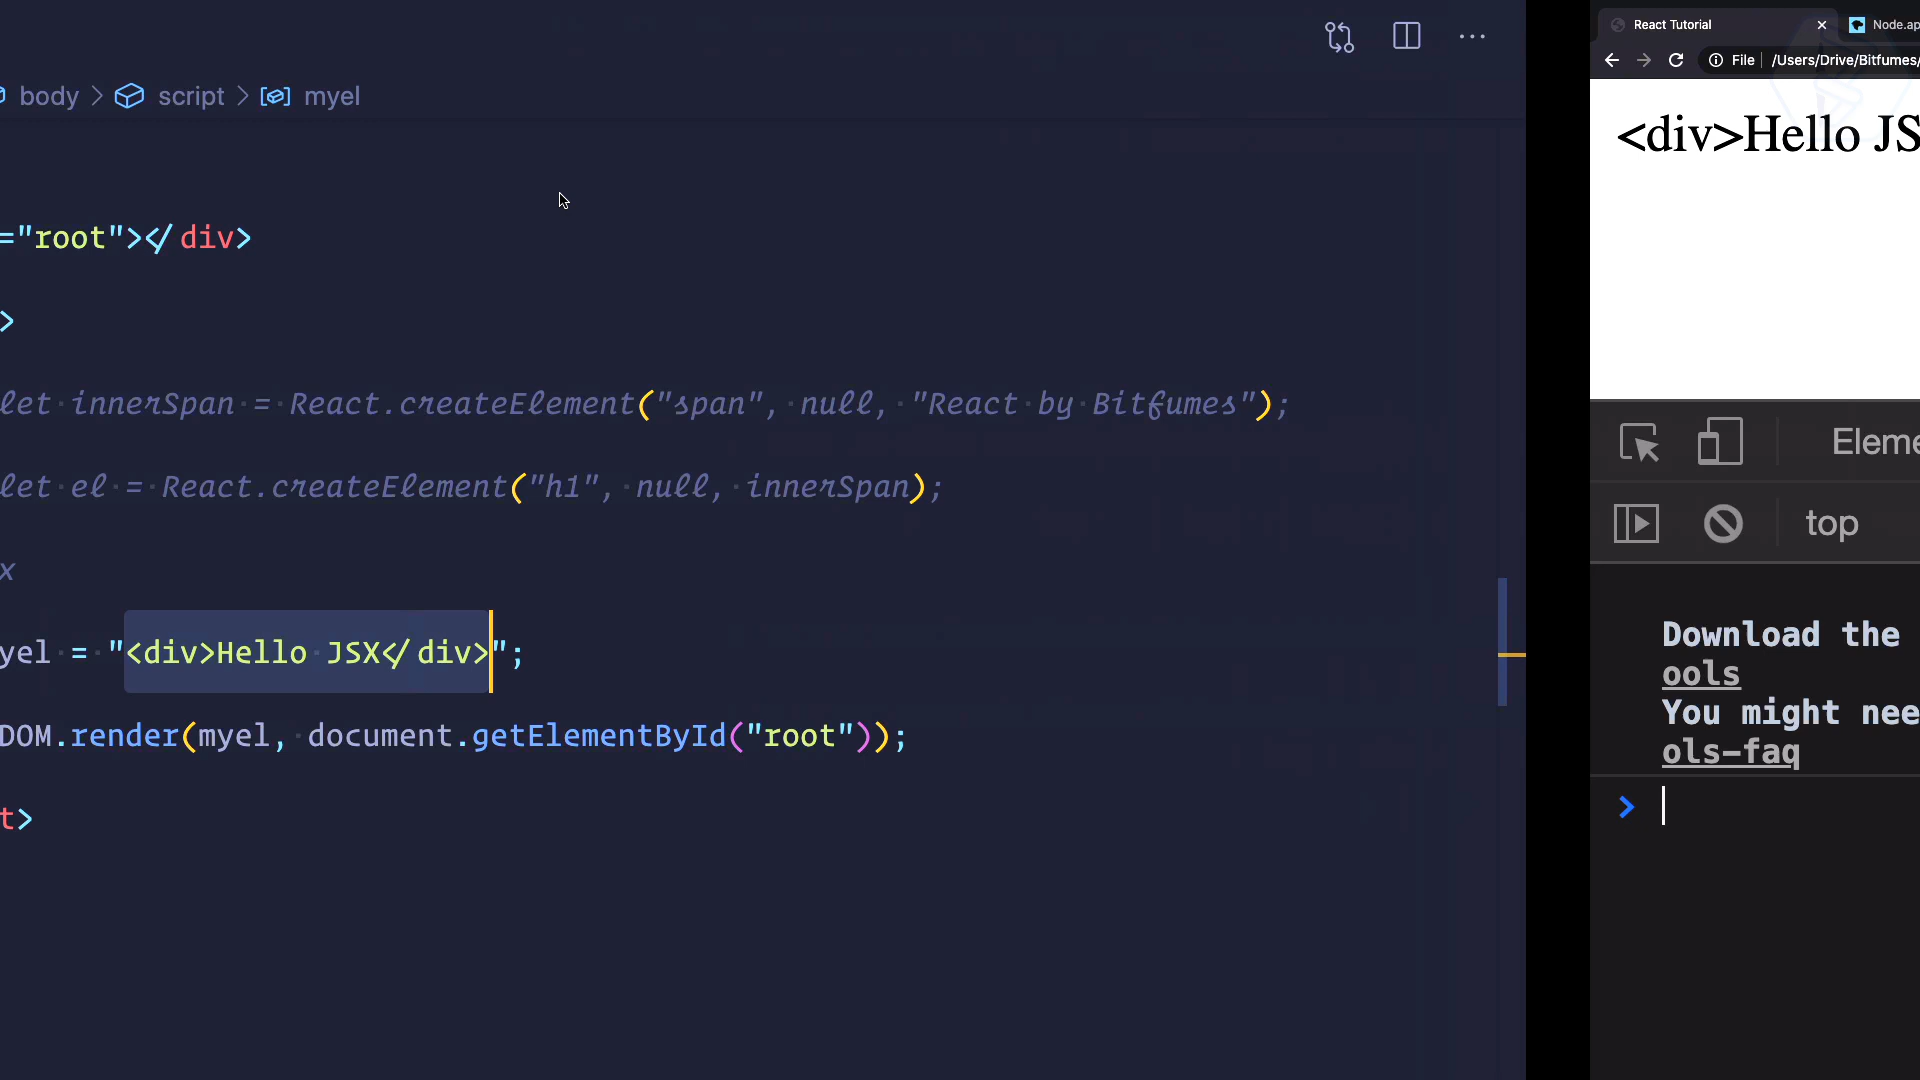 body > script > myel
="root"></div>
>
let innerSpan = React.createElement("span", null, "React by Bitfumes");
let el = React.createElement("h1", null, innerSpan);
x
yel = "<div>Hello JSX</div>";
DOM.render(myel, document.getElementById("root"));
t>
React Tutorial
Node.ap
File
/Users/Drive/Bitfumes/
<div>Hello JS
Eleme
top
Download the
ools
You might nee
ols-faq